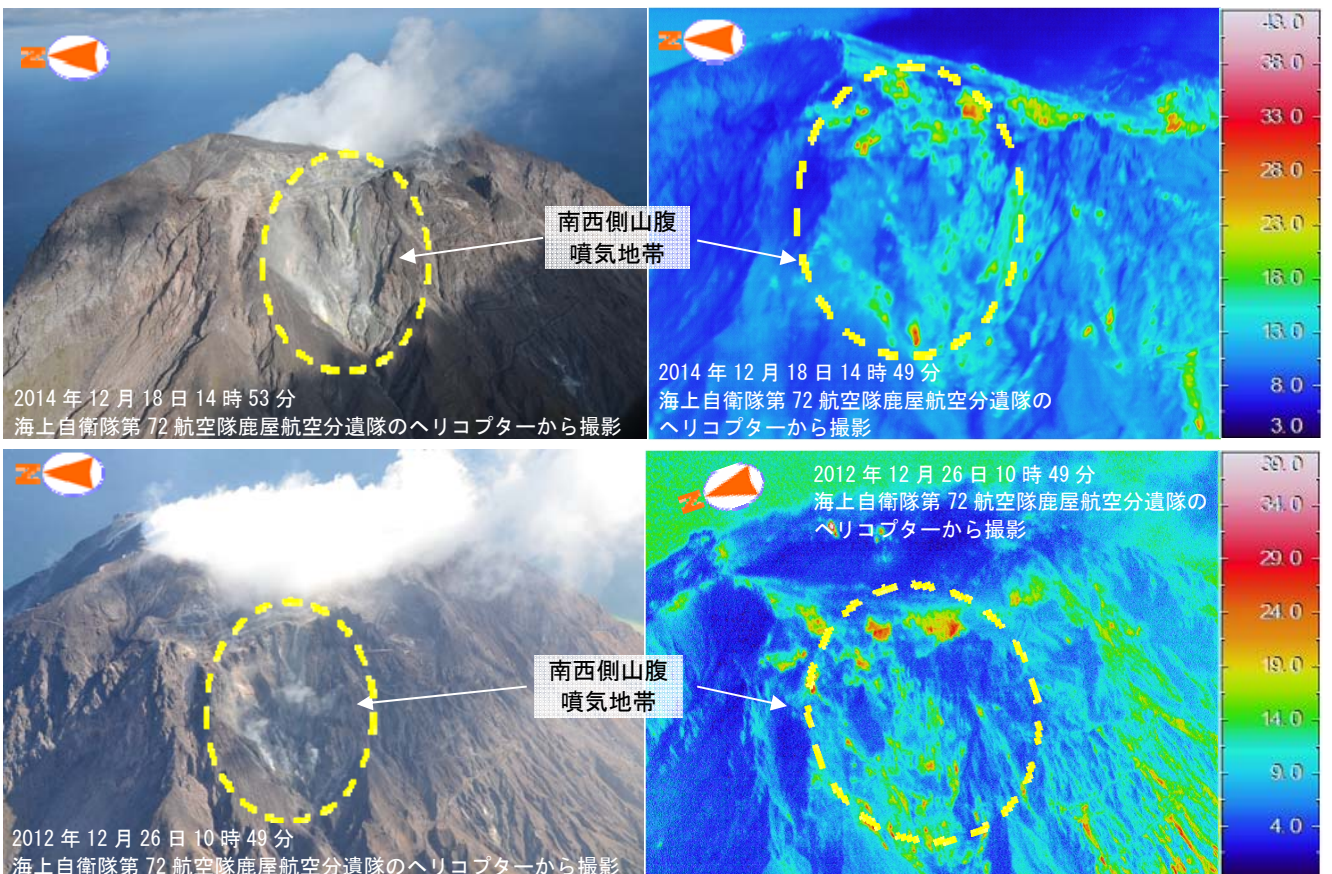 N
2014 年 12 月 18 日 14 時 53 分
海上自衛隊第 72 航空隊鹿屋航空分遣隊のヘリコプターから撮影
N
2014 年 12 月 18 日 14 時 49 分
海上自衛隊第 72 航空隊鹿屋航空分遣隊の
ヘリコプターから撮影
43.0
38.0
33.0
28.0
23.0
18.0
13.0
8.0
3.0
南西側山腹
噴気地帯
N
2012 年 12 月 26 日 10 時 49 分
海上自衛隊第 72 航空隊鹿屋航空分遣隊のヘリコプターから撮影
N
2012 年 12 月 26 日 10 時 49 分
海上自衛隊第 72 航空隊鹿屋航空分遣隊の
ヘリコプターから撮影
39.0
34.0
29.0
24.0
19.0
14.0
9.0
4.0
南西側山腹
噴気地帯